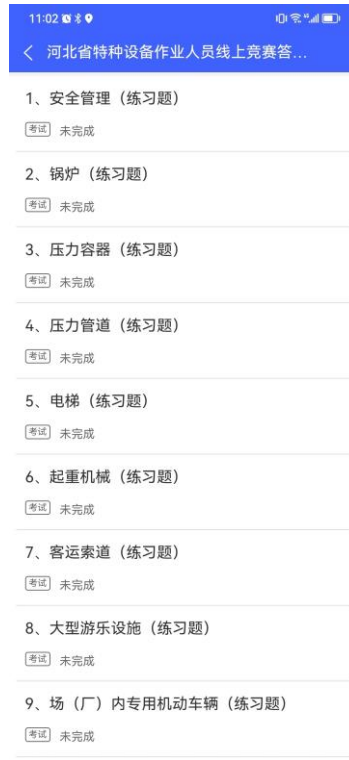 11:02
河北省特种设备作业人员线上竞赛答...
1、安全管理（练习题）
考试 未完成
2、锅炉（练习题）
考试 未完成
3、压力容器（练习题）
考试 未完成
4、压力管道（练习题）
考试 未完成
5、电梯（练习题）
考试 未完成
6、起重机械（练习题）
考试 未完成
7、客运索道（练习题）
考试 未完成
8、大型游乐设施（练习题）
考试 未完成
9、场（厂）内专用机动车辆（练习题）
考试 未完成